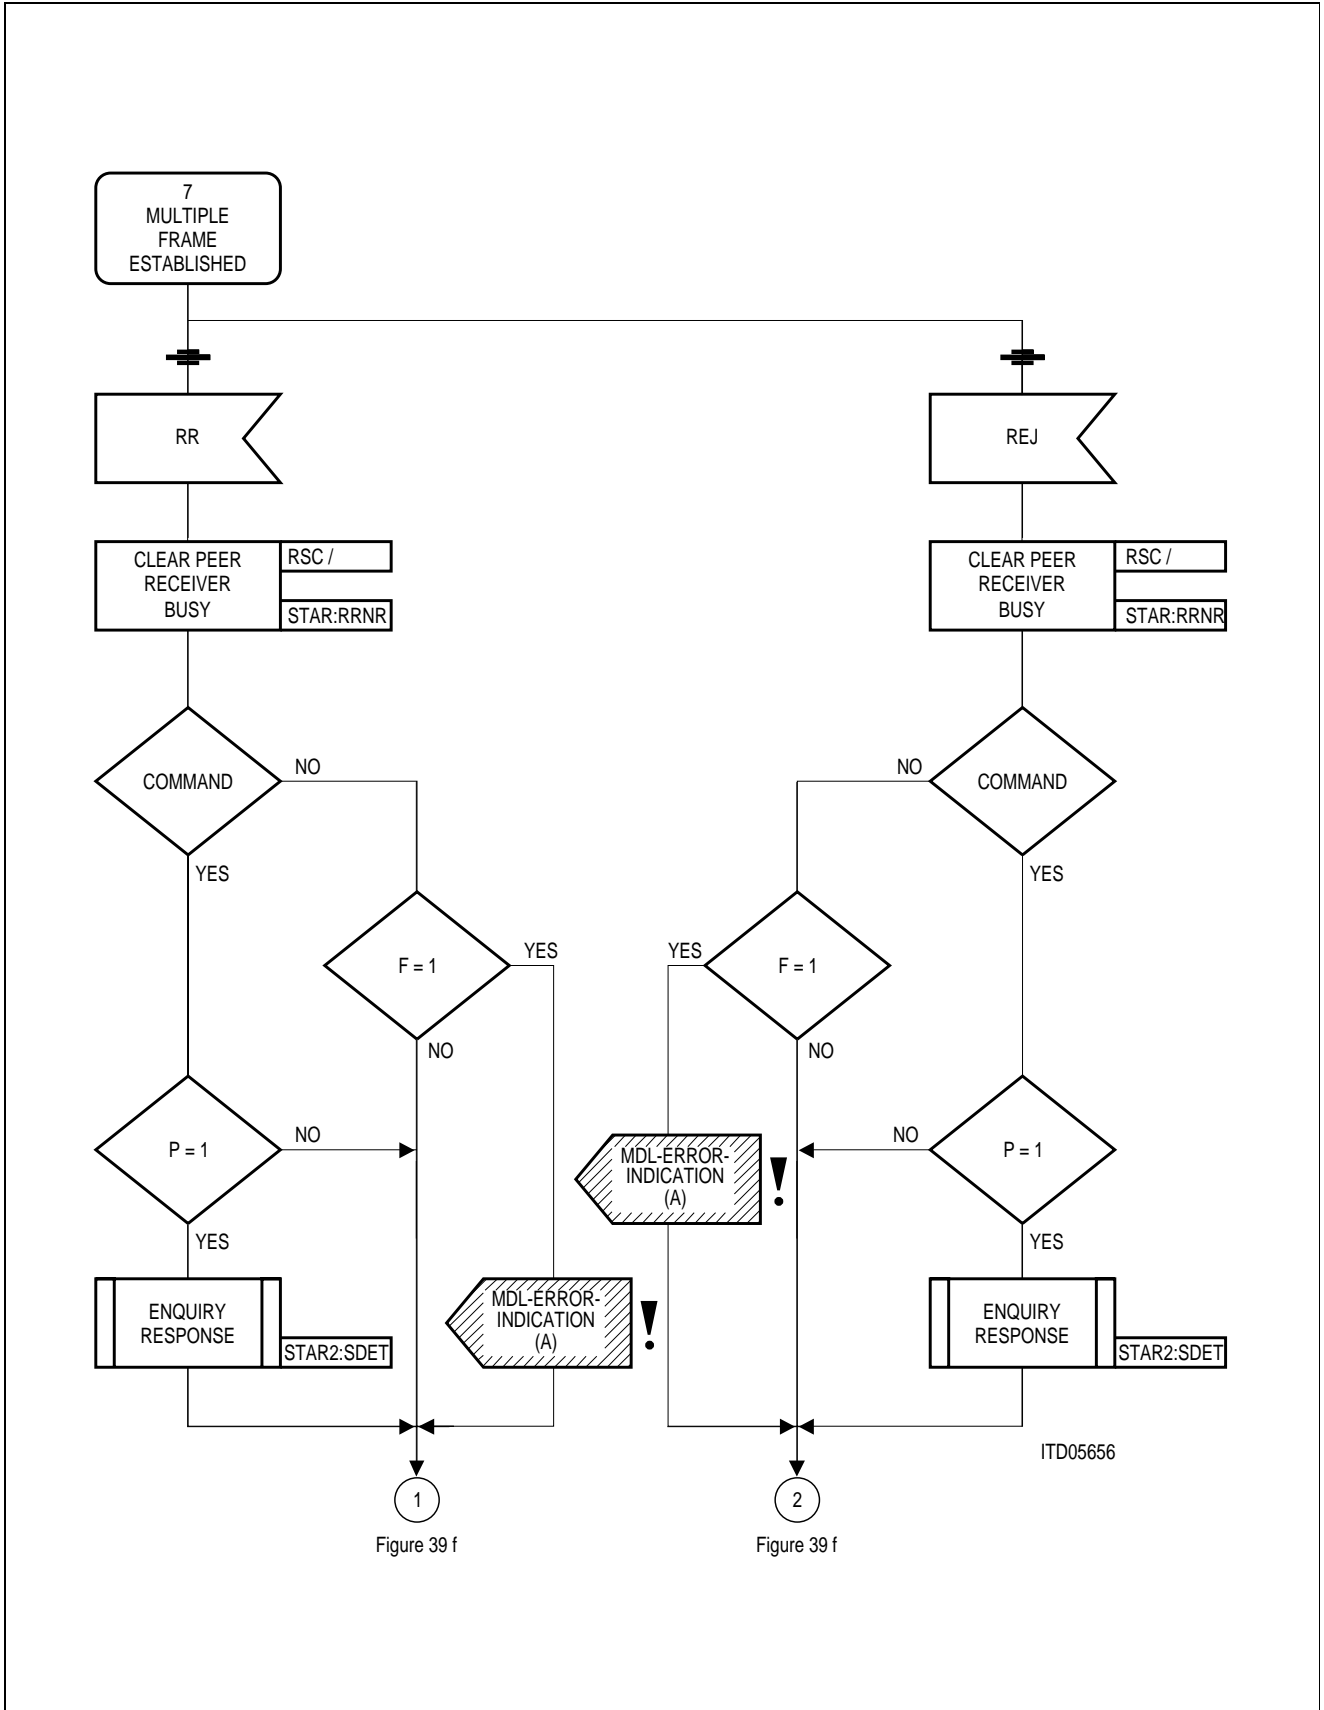 7
MULTIPLE
FRAME
ESTABLISHED
RR
REJ
CLEAR PEER
RECEIVER
BUSY
RSC /
STAR:RRNR
CLEAR PEER
RECEIVER
BUSY
RSC /
STAR:RRNR
COMMAND
NO
YES
NO
COMMAND
YES
F = 1
YES
NO
YES
F = 1
NO
P = 1
NO
YES
MDL-ERROR-
INDICATION
(A)
!
NO
P = 1
YES
ENQUIRY
RESPONSE
STAR2:SDET
MDL-ERROR-
INDICATION
(A)
!
ENQUIRY
RESPONSE
STAR2:SDET
ITD05656
1
Figure 39 f
2
Figure 39 f